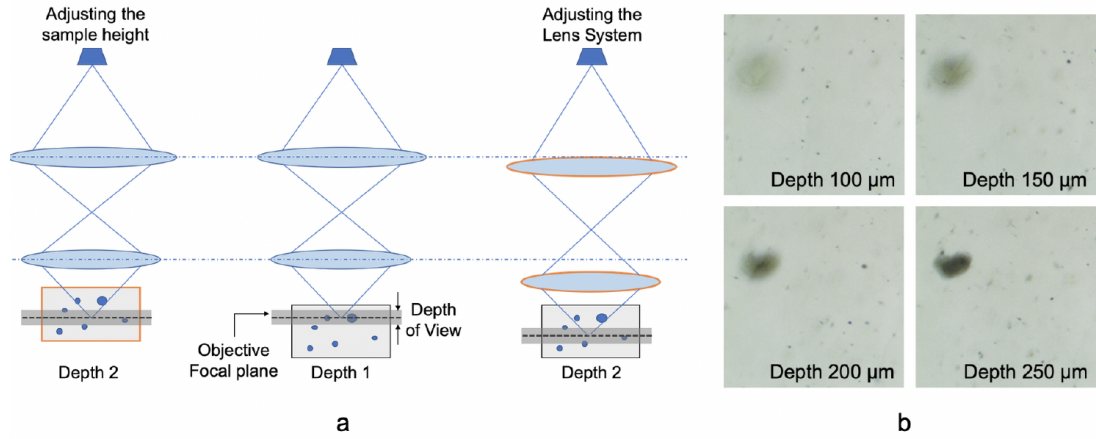 Adjusting the
sample height
Adjusting the
Lens System
Depth
of View
Objective
Focal plane
Depth 2
Depth 1
Depth 2
a
Depth 100 µm
Depth 150 µm
Depth 200 µm
Depth 250 µm
b